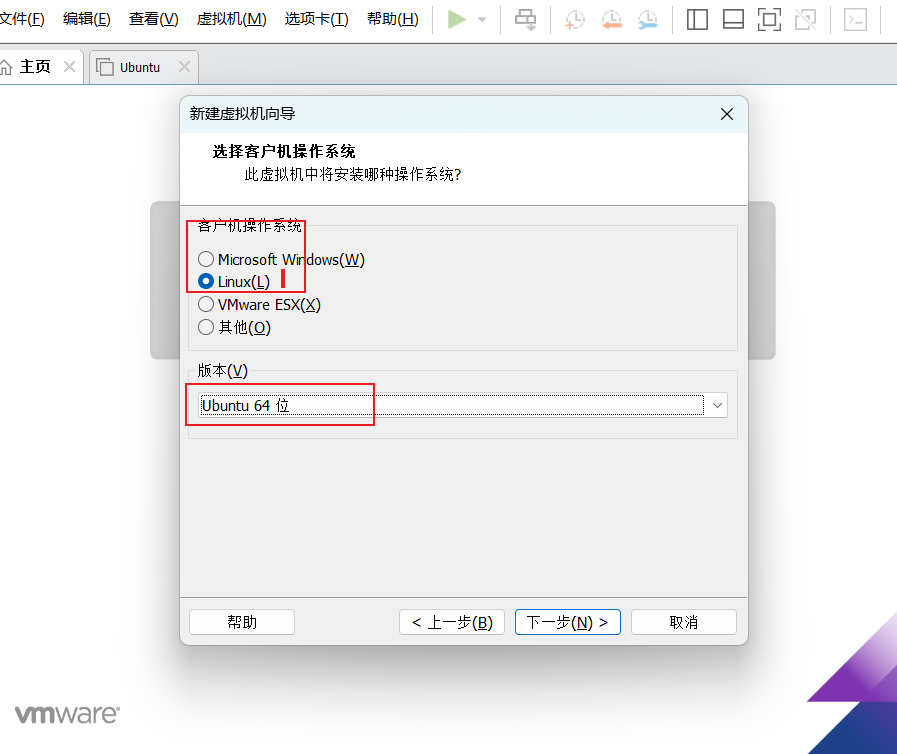 文件(F) 编辑(E) 查看(V) 虚拟机(M) 选项卡(T) 帮助(H)
主页 Ubuntu
新建虚拟机向导
选择客户机操作系统
此虚拟机中将安装哪种操作系统?
客户机操作系统
Microsoft Windows(W)
Linux(L)
VMware ESX(X)
其他(O)
版本(V)
Ubuntu 64 位
帮助 < 上一步(B) 下一步(N) > 取消
vmware